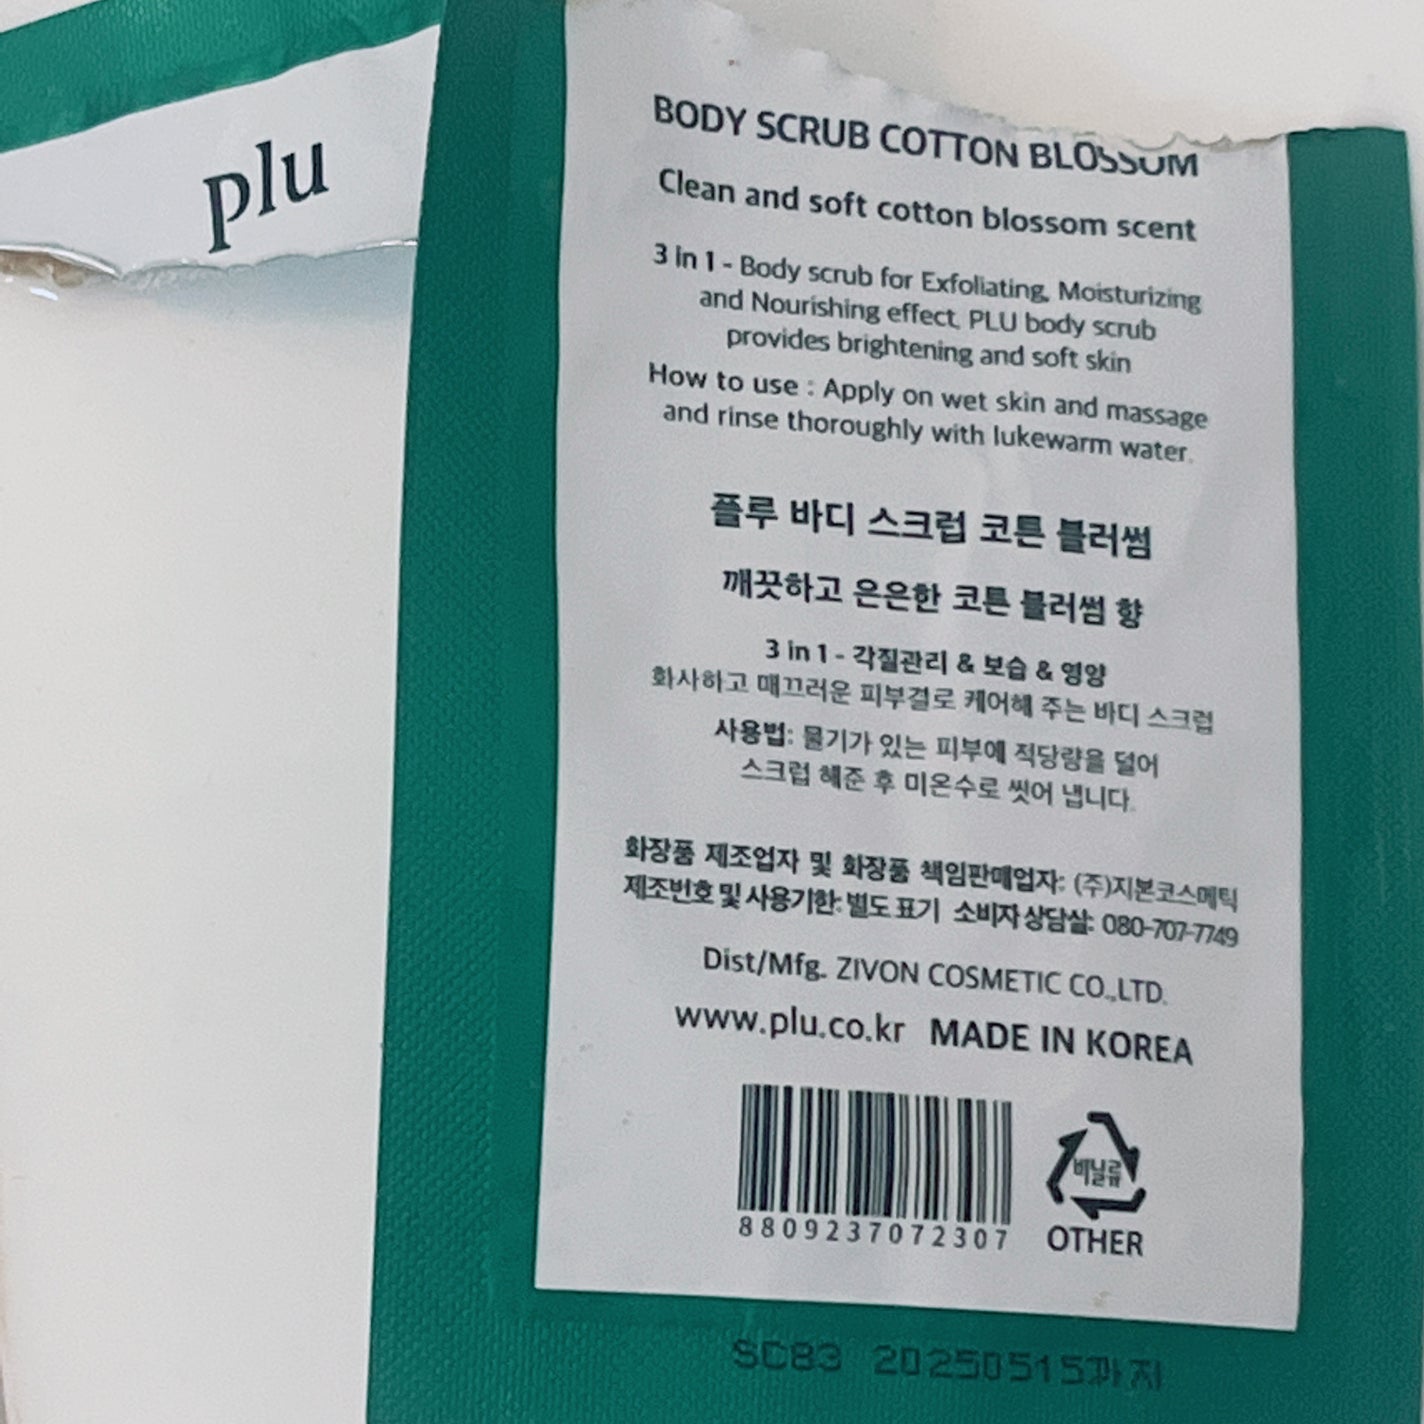 plu
BODY SCRUB COTTON BLOSSOM
Clean and soft cotton blossom scent
3 in 1 - Body scrub for Exfoliating, Moisturizing
and Nourishing effect, PLU body scrub
provides brightening and soft skin
How to use : Apply on wet skin and massage
and rinse thoroughly with lukewarm water.
플루 바디 스크럽 코튼 블러썸
깨끗하고 은은한 코튼 블러썸 향
3 in 1 - 각질관리 & 보습 & 영양
화사하고 매끄러운 피부결로 케어해 주는 바디 스크럽
사용법: 물기가 있는 피부에 적당량을 덜어
스크럽 해준 후 미온수로 씻어 냅니다.
화장품 제조업자 및 화장품 책임판매업자: (주)지본코스메틱
제조번호 및 사용기한: 별도 표기 소비자 상담실: 080-707-7749
Dist/Mfg. ZIVON COSMETIC CO.,LTD.
www.plu.co.kr MADE IN KOREA
8809237072307
비닐류
OTHER
SC83 20250515까지